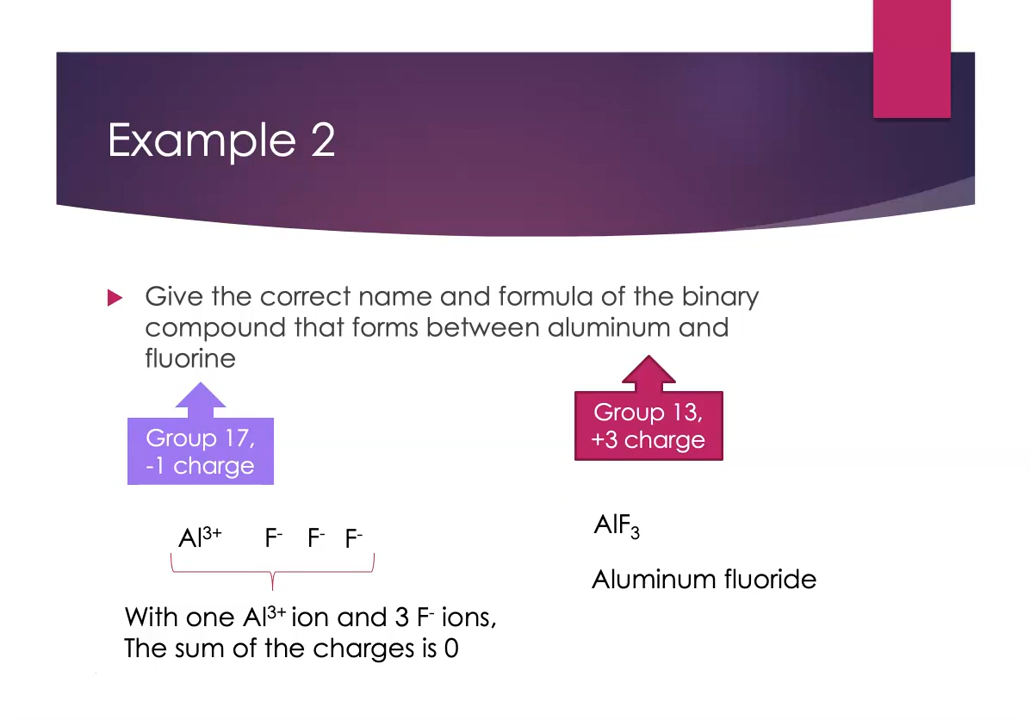 Example 2
Give the correct name and formula of the binary
compound that forms between aluminum and
fluorine
Group 17,
-1 charge
Group 13,
+3 charge
Al³⁺ F⁻ F⁻ F⁻
With one Al³⁺ ion and 3 F⁻ ions,
The sum of the charges is 0
AlF₃
Aluminum fluoride